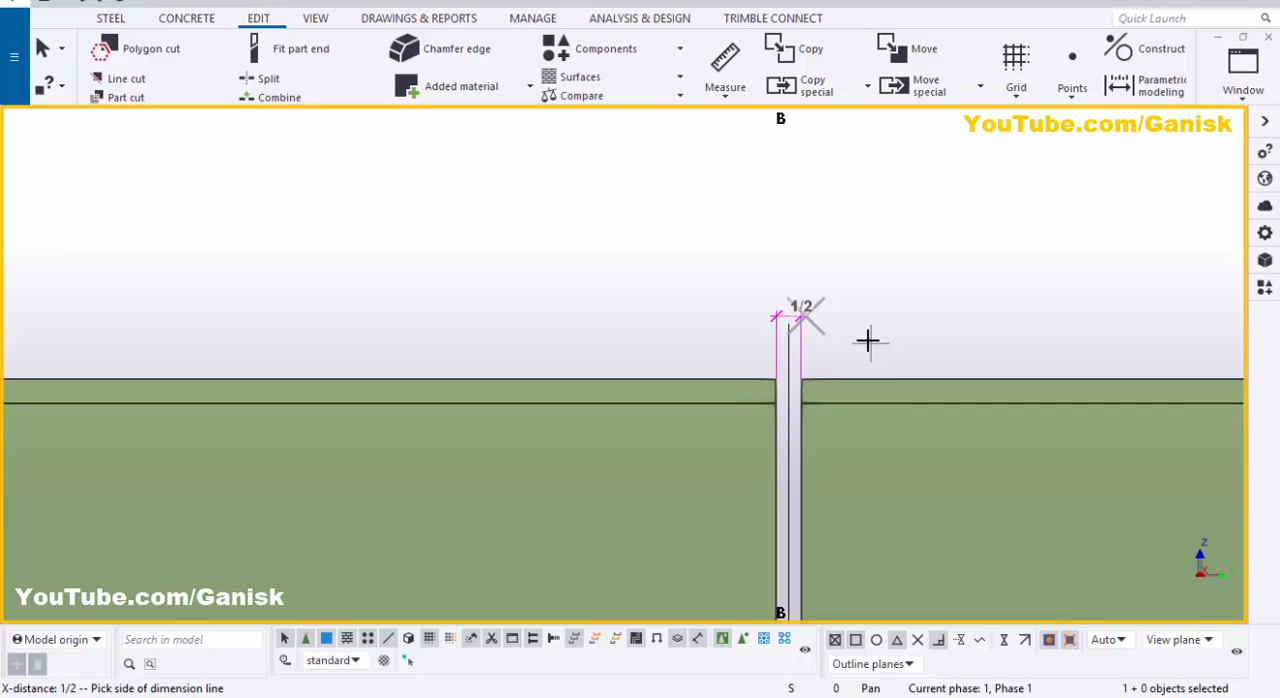 STEEL CONCRETE EDIT VIEW DRAWINGS & REPORTS MANAGE ANALYSIS & DESIGN TRIMBLE CONNECT Quick Launch
Polygon cut Fit part end Chamfer edge Components Copy Move Construct
Line cut Split Added material Surfaces Measure Copy special Move special Grid Points Parametric modeling Window
Part cut Combine Compare
B
YouTube.com/Ganisk
1/2
Z
YouTube.com/Ganisk
B
Model origin Search in model Auto View plane
standard Outline planes
X-distance: 1/2 -- Pick side of dimension line S 0 Pan Current phase: 1, Phase 1 1 + 0 objects selected